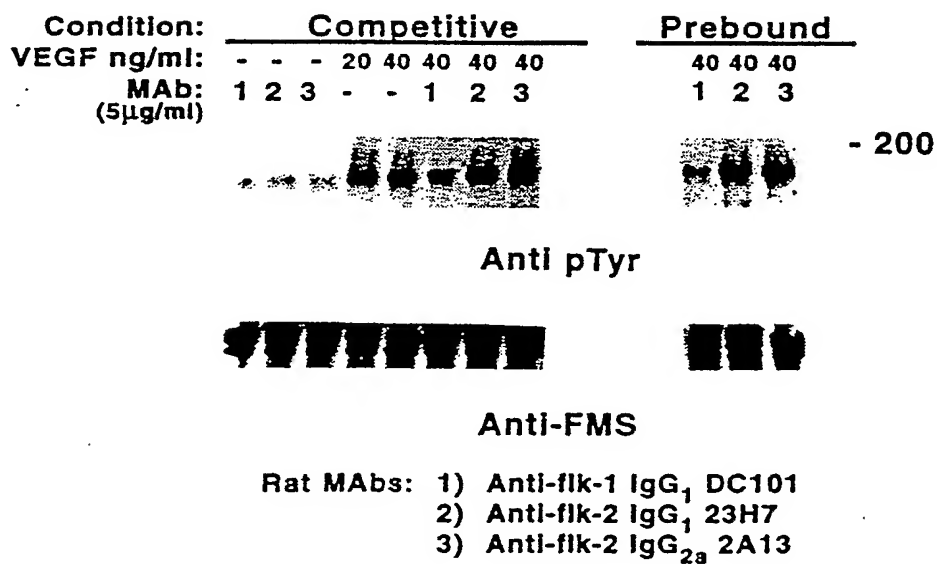 Condition: Competitive Prebound
VEGF ng/ml: - - - 20 40 40 40 40 40 40 40
MAb: 1 2 3 - - 1 2 3 1 2 3
(5µg/ml)
- 200
Anti pTyr
Anti-FMS
Rat MAbs: 1) Anti-flk-1 IgG1 DC101
2) Anti-flk-2 IgG1 23H7
3) Anti-flk-2 IgG2a 2A13